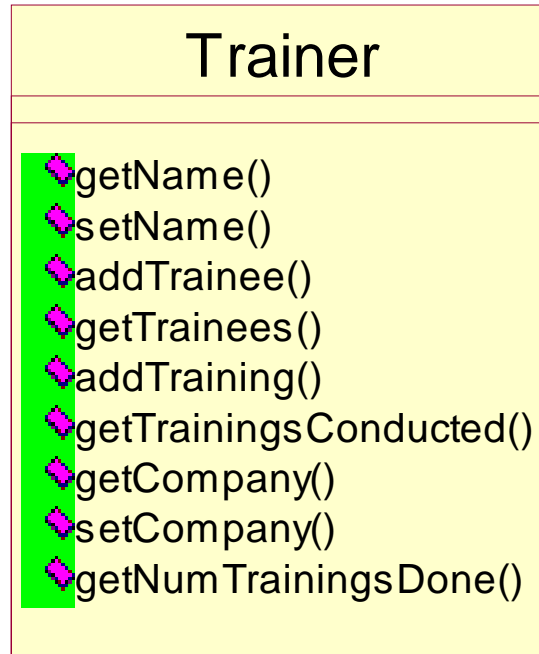 Trainer
getName()
setName()
addTrainee()
getTrainees()
addTraining()
getTrainingsConducted()
getCompany()
setCompany()
getNumTrainingsDone()